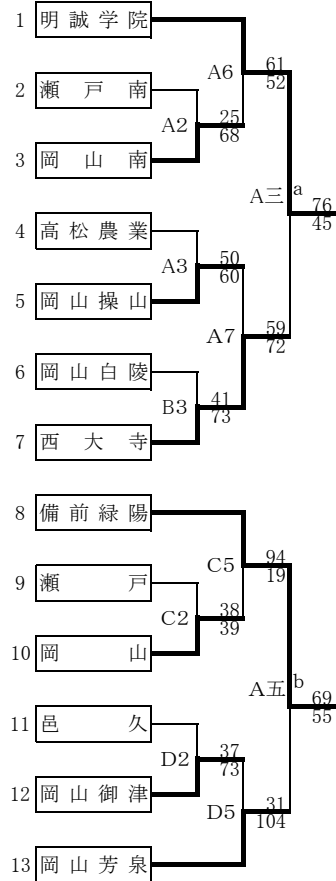 1 明誠学院
A6
61
52
2 瀬戸南
A2
25
68
3 岡山南
A三
a
76
45
4 高松農業
A3
50
60
5 岡山操山
A7
59
72
6 岡山白陵
B3
41
73
7 西大寺
8 備前緑陽
C5
94
19
9 瀬戸
C2
38
39
10 岡山
A五
b
69
55
11 邑久
D2
37
73
12 岡山御津
D5
31
104
13 岡山芳泉